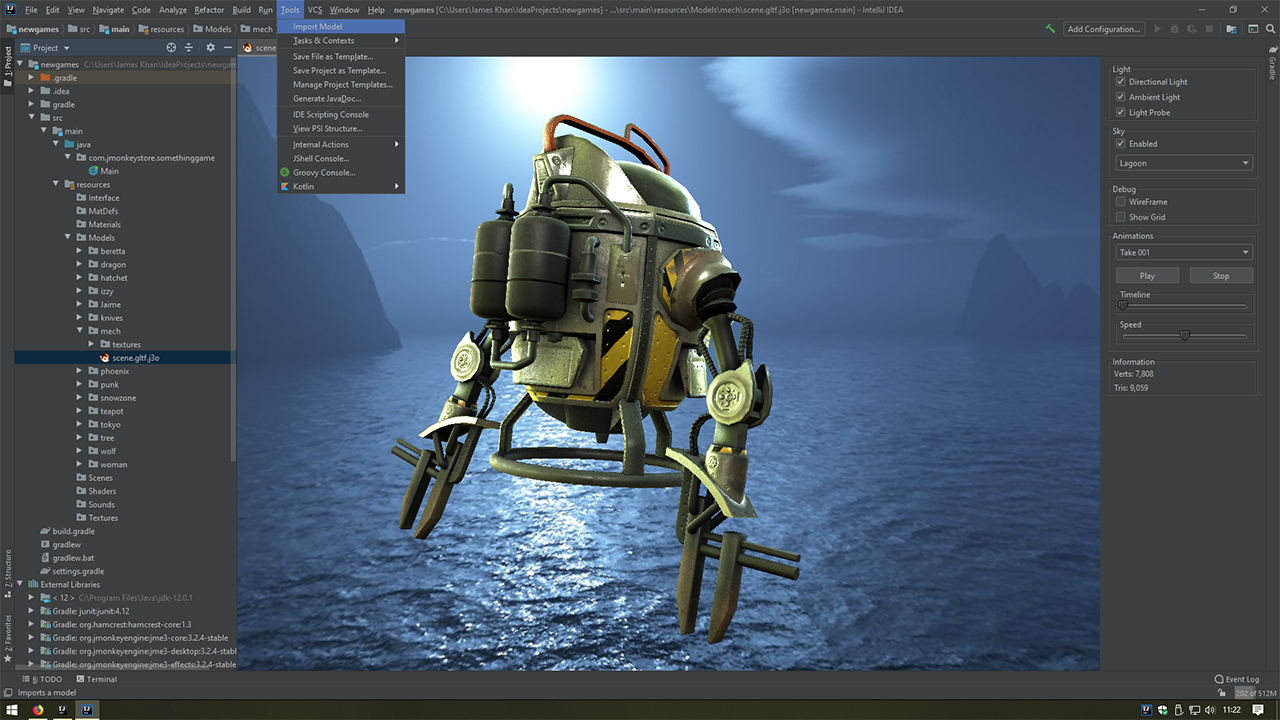 File Edit View Navigate Code Analyze Refactor Build Run Tools VCS Window Help newgames [C:\Users\James Khan\IdeaProjects\newgames] - ...\src\main\resources\Models\mech\scene.gltf.j3o [newgames.main] - IntelliJ IDEA
newgames src main resources Models mech
Add Configuration...
Project
scene
1: Project
Gradle
Import Model
Tasks & Contexts
Save File as Template...
Save Project as Template...
Manage Project Templates...
Generate JavaDoc...
IDE Scripting Console
View PSI Structure...
Internal Actions
JShell Console...
Groovy Console...
Kotlin
newgames C:\Users\James Khan\IdeaProjects\newgam
.gradle
.idea
gradle
src
main
java
com.jmonkeystore.somethinggame
Main
resources
Interface
MatDefs
Materials
Models
beretta
dragon
hatchet
izzy
Jaime
knives
mech
textures
scene.gltf.j3o
phoenix
punk
snowzone
teapot
tokyo
tree
wolf
woman
Scenes
Shaders
Sounds
Textures
build.gradle
gradlew
gradlew.bat
settings.gradle
External Libraries
< 12 > C:\Program Files\Java\jdk-12.0.1
Gradle: junit:junit:4.12
Gradle: org.hamcrest:hamcrest-core:1.3
Gradle: org.jmonkeyengine:jme3-core:3.2.4-stable
Gradle: org.jmonkeyengine:jme3-desktop:3.2.4-stable
Gradle: org.jmonkeyengine:jme3-effects:3.2.4-stable
Light
Directional Light
Ambient Light
Light Probe
Sky
Enabled
Lagoon
Debug
WireFrame
Show Grid
Animations
Take 001
Play Stop
Timeline
Speed
Information
Verts: 7,808
Tris: 9,059
7: Structure
2: Favorites
6: TODO Terminal
Event Log
Imports a model
202 of 512M
11:22